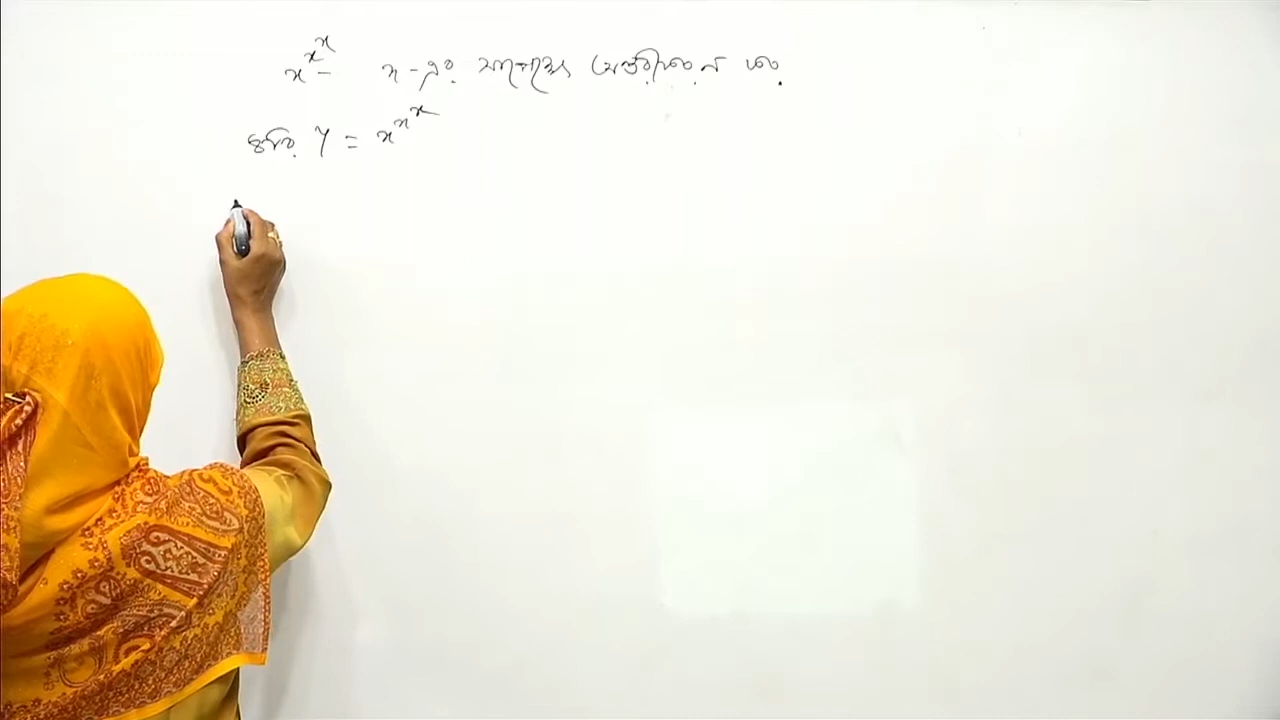 x^{x^x} x-এর সাপেক্ষে অন্তরীকরণ কর.
ধরি, y = x^{x^x}